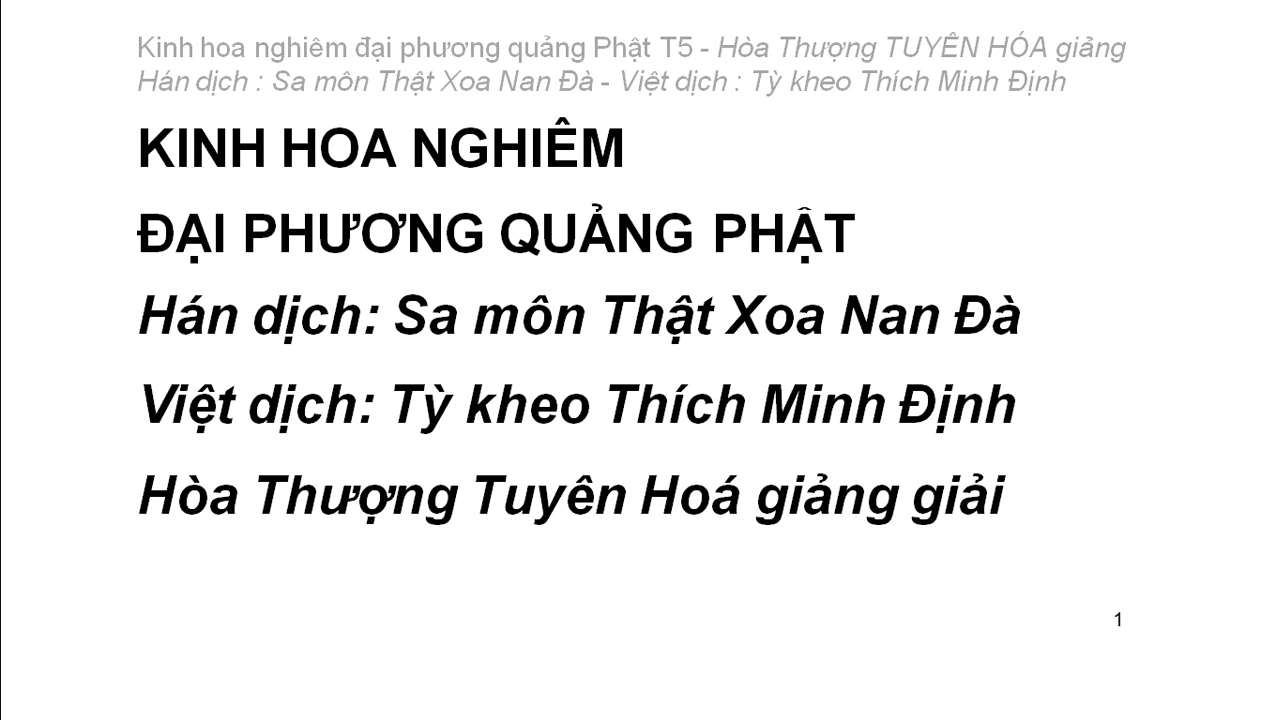 Kinh hoa nghiêm đại phương quảng Phật T5 - Hòa Thượng TUYÊN HÓA giảng
Hán dịch : Sa môn Thật Xoa Nan Đà - Việt dịch : Tỳ kheo Thích Minh Định
KINH HOA NGHIÊM
ĐẠI PHƯƠNG QUẢNG PHẬT
Hán dịch: Sa môn Thật Xoa Nan Đà
Việt dịch: Tỳ kheo Thích Minh Định
Hòa Thượng Tuyên Hoá giảng giải
1